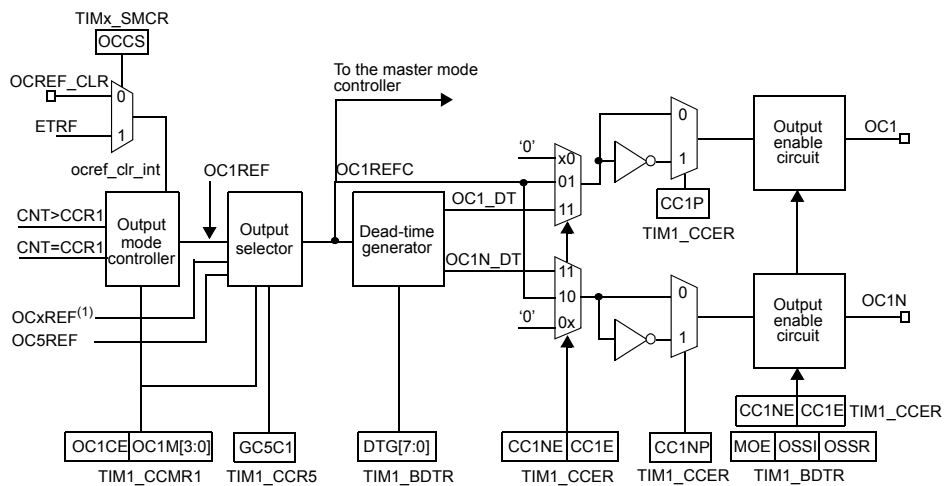 TIMx_SMCR
OCCS
OCREF_CLR
0
ETRF
1
ocref_clr_int
To the master mode
controller
OC1REF
OC1REFC
CNT>CCR1
CNT=CCR1
Output
mode
controller
Output
selector
Dead-time
generator
OC1_DT
OC1N_DT
OCxREF(1)
OC5REF
'0'
x0
01
11
11
10
0x
'0'
0
1
CC1P
TIM1_CCER
0
1
Output
enable
circuit
OC1
Output
enable
circuit
OC1N
OC1CE OC1M[3:0]
TIM1_CCMR1
GC5C1
TIM1_CCR5
DTG[7:0]
TIM1_BDTR
CC1NE CC1E
TIM1_CCER
CC1NP
TIM1_CCER
CC1NE CC1E TIM1_CCER
MOE OSSI OSSR
TIM1_BDTR